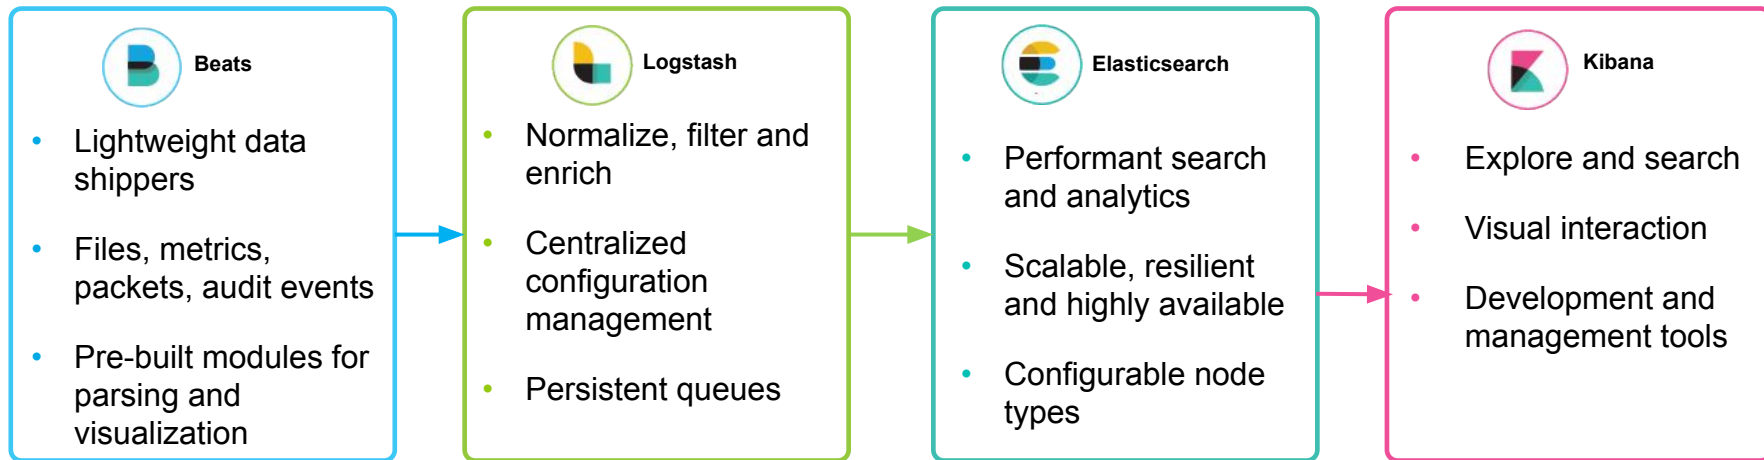 Beats
• Lightweight data
shippers
• Files, metrics,
packets, audit events
• Pre-built modules for
parsing and
visualization
Logstash
• Normalize, filter and
enrich
• Centralized
configuration
management
• Persistent queues
Elasticsearch
• Performant search
and analytics
• Scalable, resilient
and highly available
• Configurable node
types
Kibana
• Explore and search
• Visual interaction
• Development and
management tools